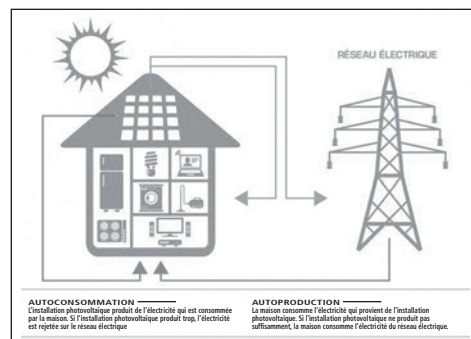 RÉSEAU ÉLECTRIQUE
AUTOCONSOMMATION
L'installation photovoltaïque produit de l'électricité qui est consommée
par la maison. Si l'installation photovoltaïque produit trop, l'électricité
est rejetée sur le réseau électrique
AUTOPRODUCTION
La maison consomme l'électricité qui provient de l'installation
photovoltaïque. Si l'installation photovoltaïque ne produit pas
suffisamment, la maison consomme l'électricité du réseau électrique.